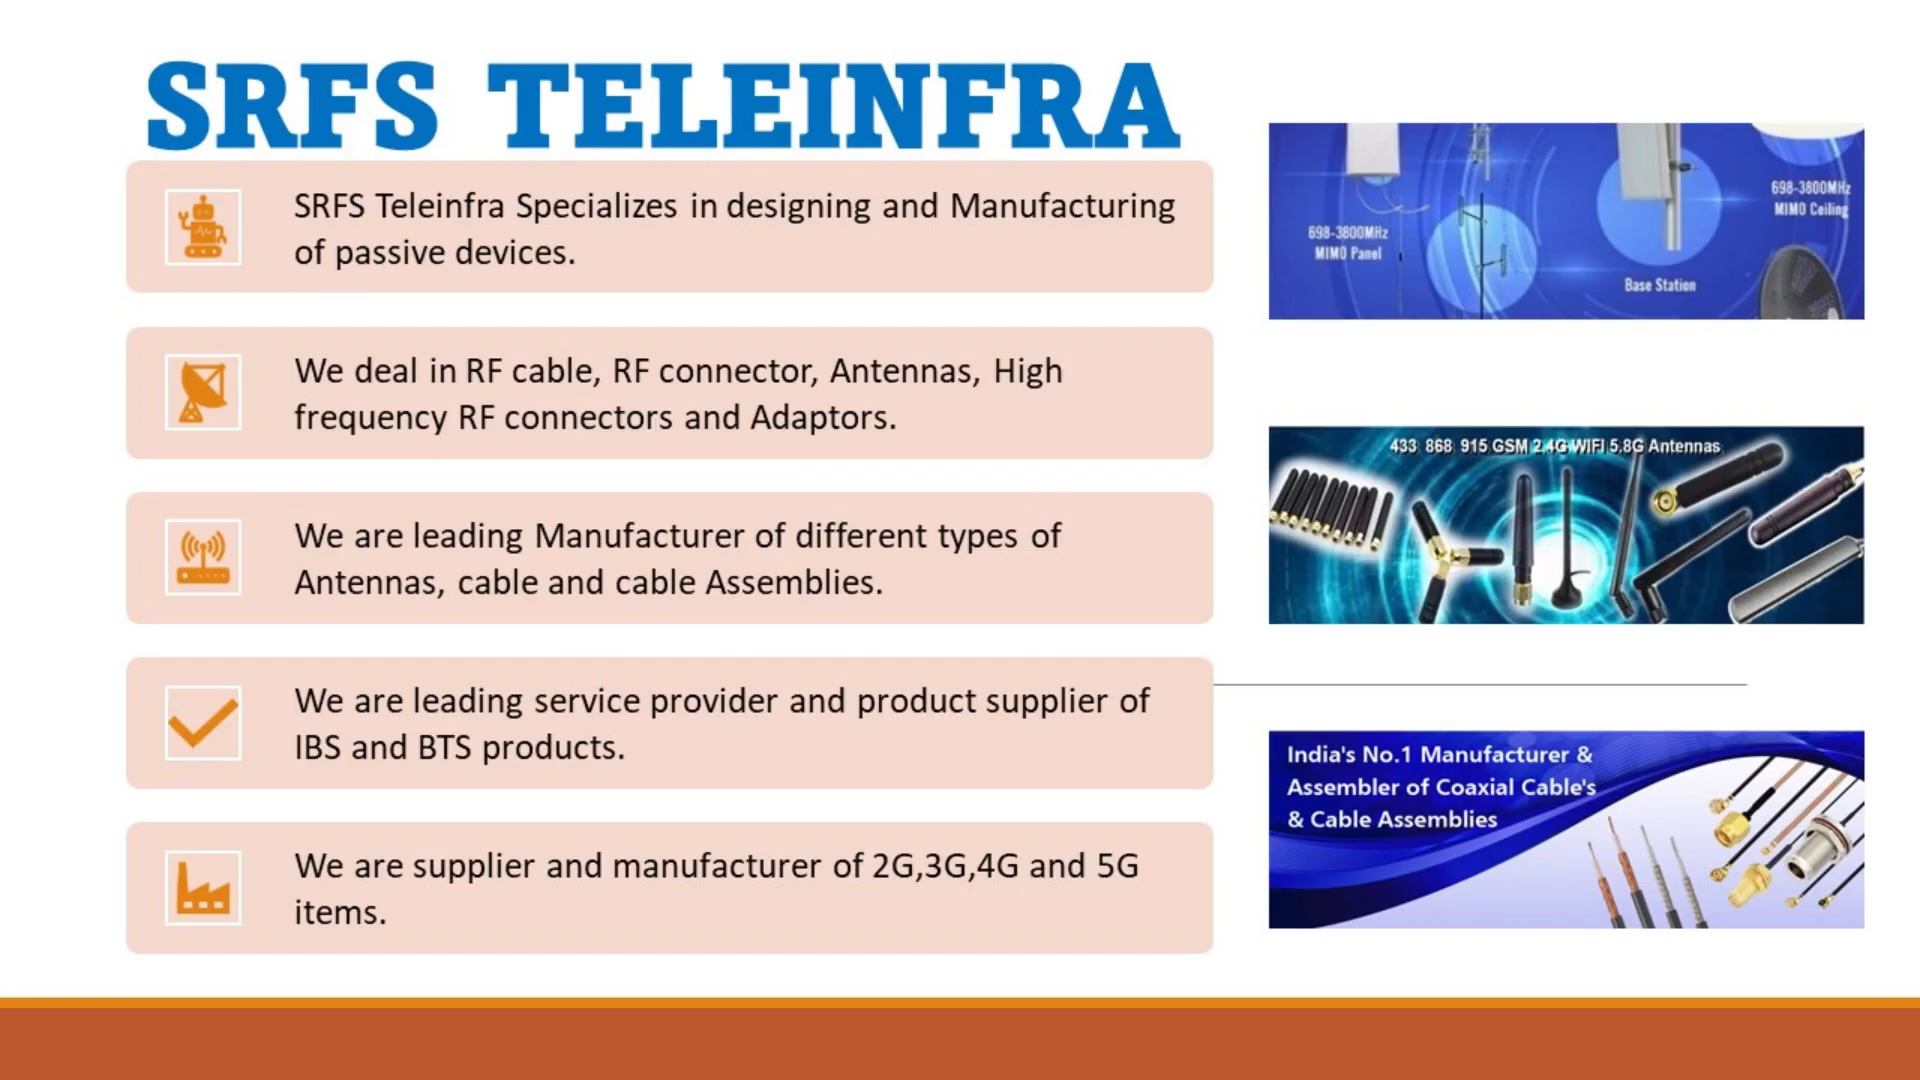 SRFS TELEINFRA
SRFS Teleinfra Specializes in designing and Manufacturing
of passive devices.
We deal in RF cable, RF connector, Antennas, High
frequency RF connectors and Adaptors.
We are leading Manufacturer of different types of
Antennas, cable and cable Assemblies.
We are leading service provider and product supplier of
IBS and BTS products.
We are supplier and manufacturer of 2G,3G,4G and 5G
items.
698-3800MHz
MIMO Panel
Base Station
698-3800MHz
MIMO Ceiling
433 868 915 GSM 2.4G WIFI 5.8G Antennas
India's No.1 Manufacturer &
Assembler of Coaxial Cable's
& Cable Assemblies